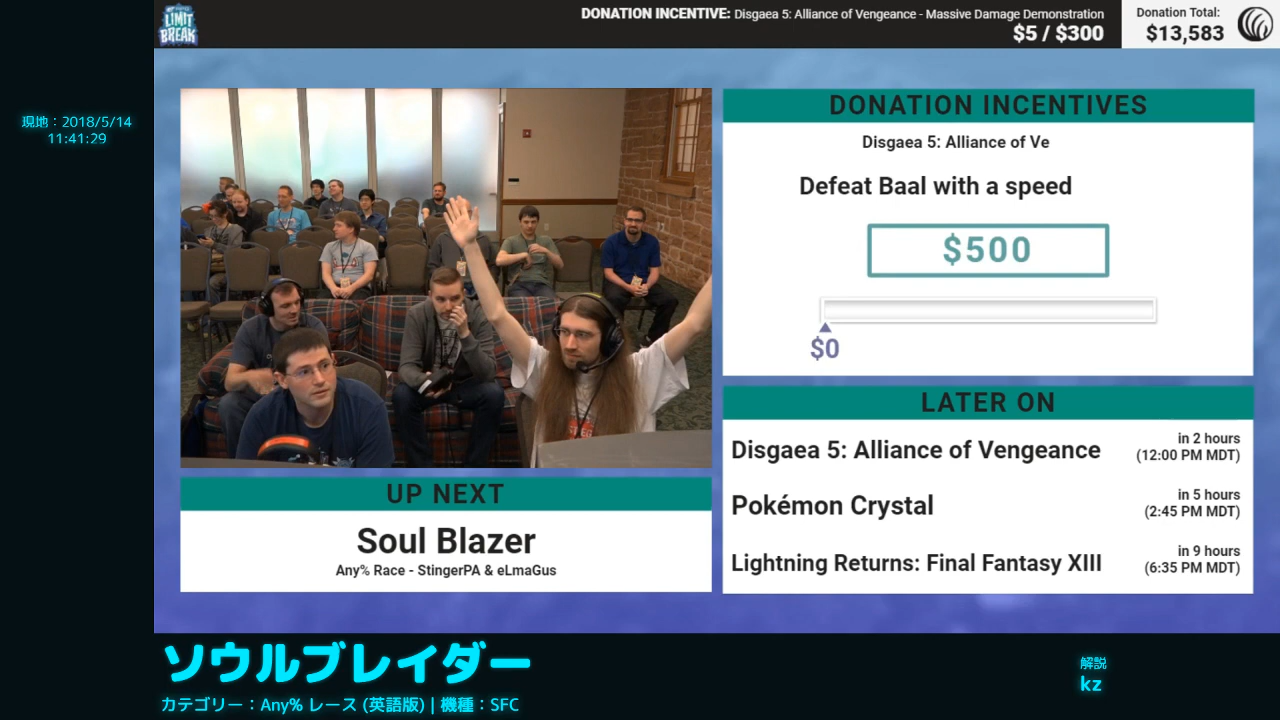 LIMIT
BREAK
DONATION INCENTIVE: Disgaea 5: Alliance of Vengeance - Massive Damage Demonstration
$5 / $300
Donation Total:
$13,583
現地：2018/5/14
11:41:29
DONATION INCENTIVES
Disgaea 5: Alliance of Ve
Defeat Baal with a speed
$500
$0
LATER ON
Disgaea 5: Alliance of Vengeance
in 2 hours
(12:00 PM MDT)
Pokémon Crystal
in 5 hours
(2:45 PM MDT)
Lightning Returns: Final Fantasy XIII
in 9 hours
(6:35 PM MDT)
UP NEXT
Soul Blazer
Any% Race - StingerPA & eLmaGus
ソウルブレイダー
カテゴリー：Any% レース (英語版) | 機種：SFC
解説
kz